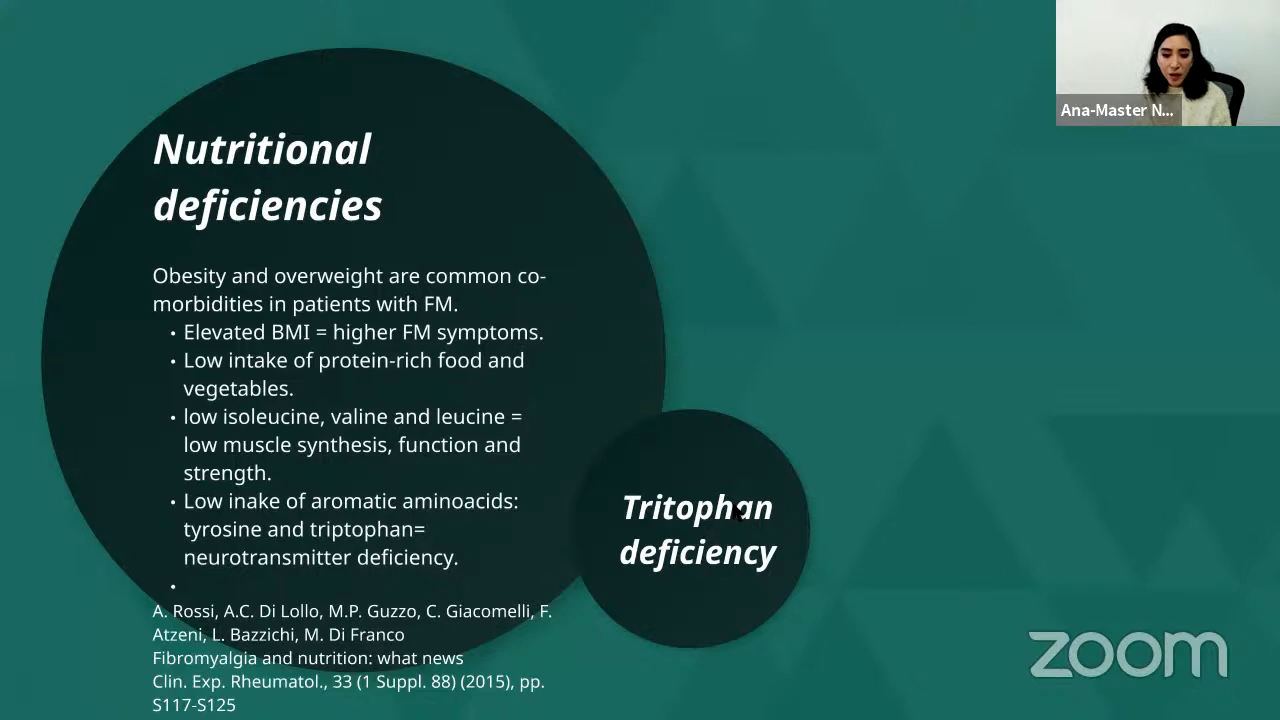 Ana-Master N...
Nutritional
deficiencies
Obesity and overweight are common co-
morbidities in patients with FM.
• Elevated BMI = higher FM symptoms.
• Low intake of protein-rich food and
vegetables.
• low isoleucine, valine and leucine =
low muscle synthesis, function and
strength.
• Low inake of aromatic aminoacids:
tyrosine and triptophan=
neurotransmitter deficiency.
•
A. Rossi, A.C. Di Lollo, M.P. Guzzo, C. Giacomelli, F.
Atzeni, L. Bazzichi, M. Di Franco
Fibromyalgia and nutrition: what news
Clin. Exp. Rheumatol., 33 (1 Suppl. 88) (2015), pp.
S117-S125
Tritophan
deficiency
zoom